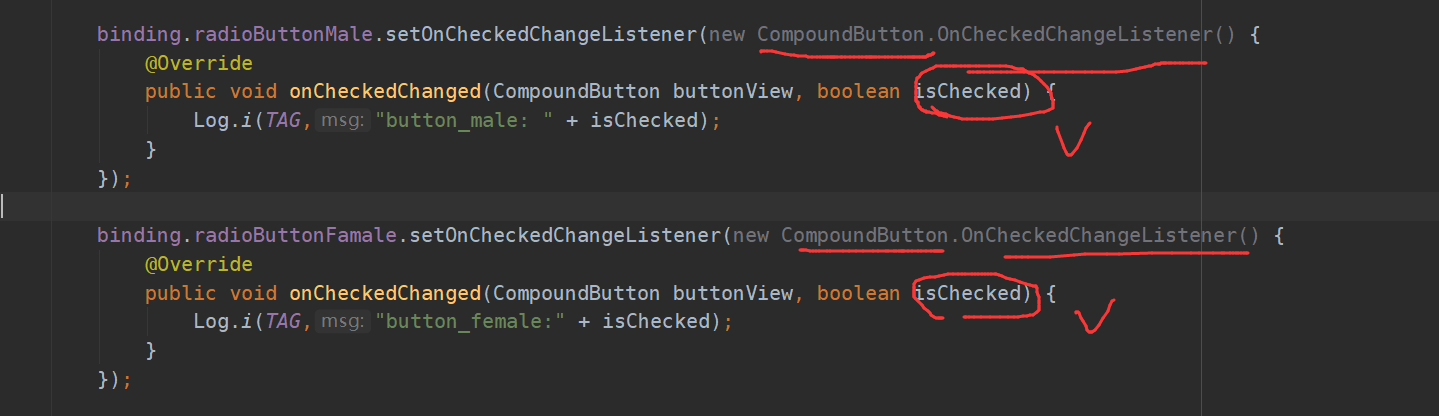 binding.radioButtonMale.setOnCheckedChangeListener(new CompoundButton.OnCheckedChangeListener() {
@Override
public void onCheckedChanged(CompoundButton buttonView, boolean isChecked) {
Log.i(TAG, msg: "button_male: " + isChecked);
}
});
binding.radioButtonFamale.setOnCheckedChangeListener(new CompoundButton.OnCheckedChangeListener() {
@Override
public void onCheckedChanged(CompoundButton buttonView, boolean isChecked) {
Log.i(TAG, msg: "button_female:" + isChecked);
}
});